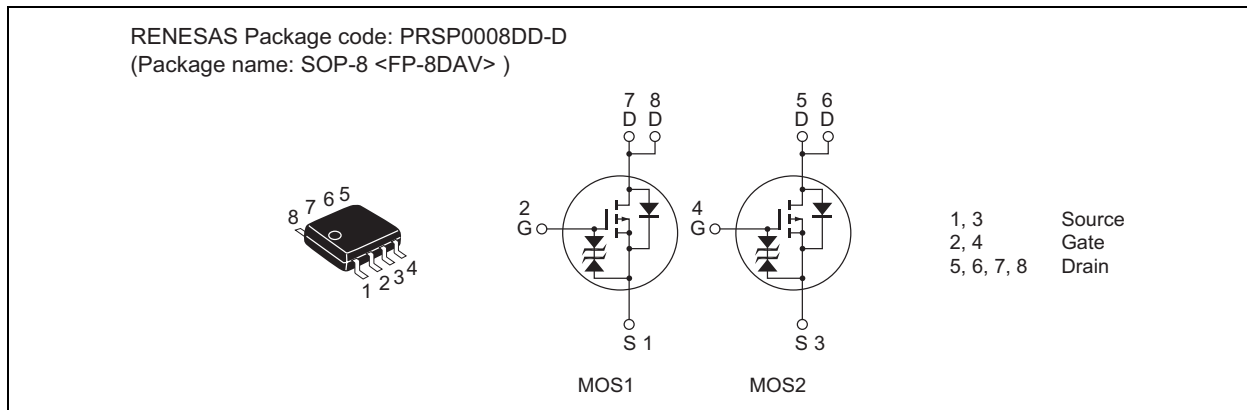 RENESAS Package code: PRSP0008DD-D
(Package name: SOP-8 <FP-8DAV> )
7 8
D D
5 6
D D
8 7 6 5
1 2 3 4
2
G
4
G
S 1
S 3
MOS1
MOS2
1, 3 Source
2, 4 Gate
5, 6, 7, 8 Drain